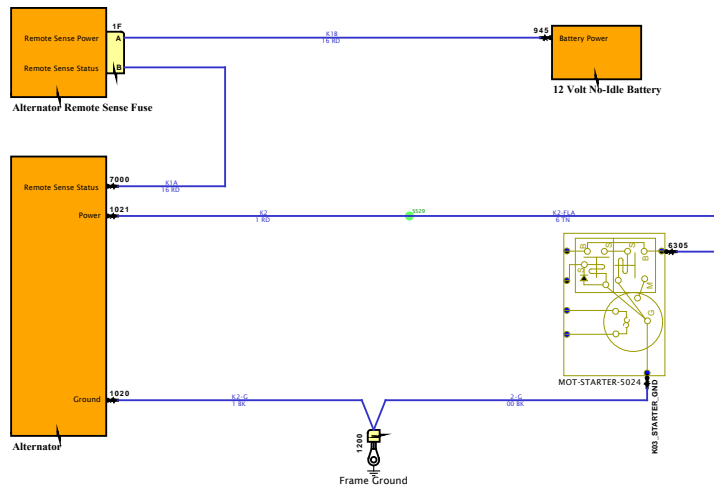 1F
Remote Sense Power
A
K1B
16 RD
945
Battery Power
Remote Sense Status
B
Alternator Remote Sense Fuse
12 Volt No-Idle Battery
7000
Remote Sense Status
K1A
16 RD
1021
Power
K2
1 RD
S529
K2-FLA
6 TN
6305
B
S
S
B
S
M
G
MOT-STARTER-5024
K03_STARTER_GND
1020
Ground
K2-G
1 BK
2-G
00 BK
1200
Alternator
Frame Ground